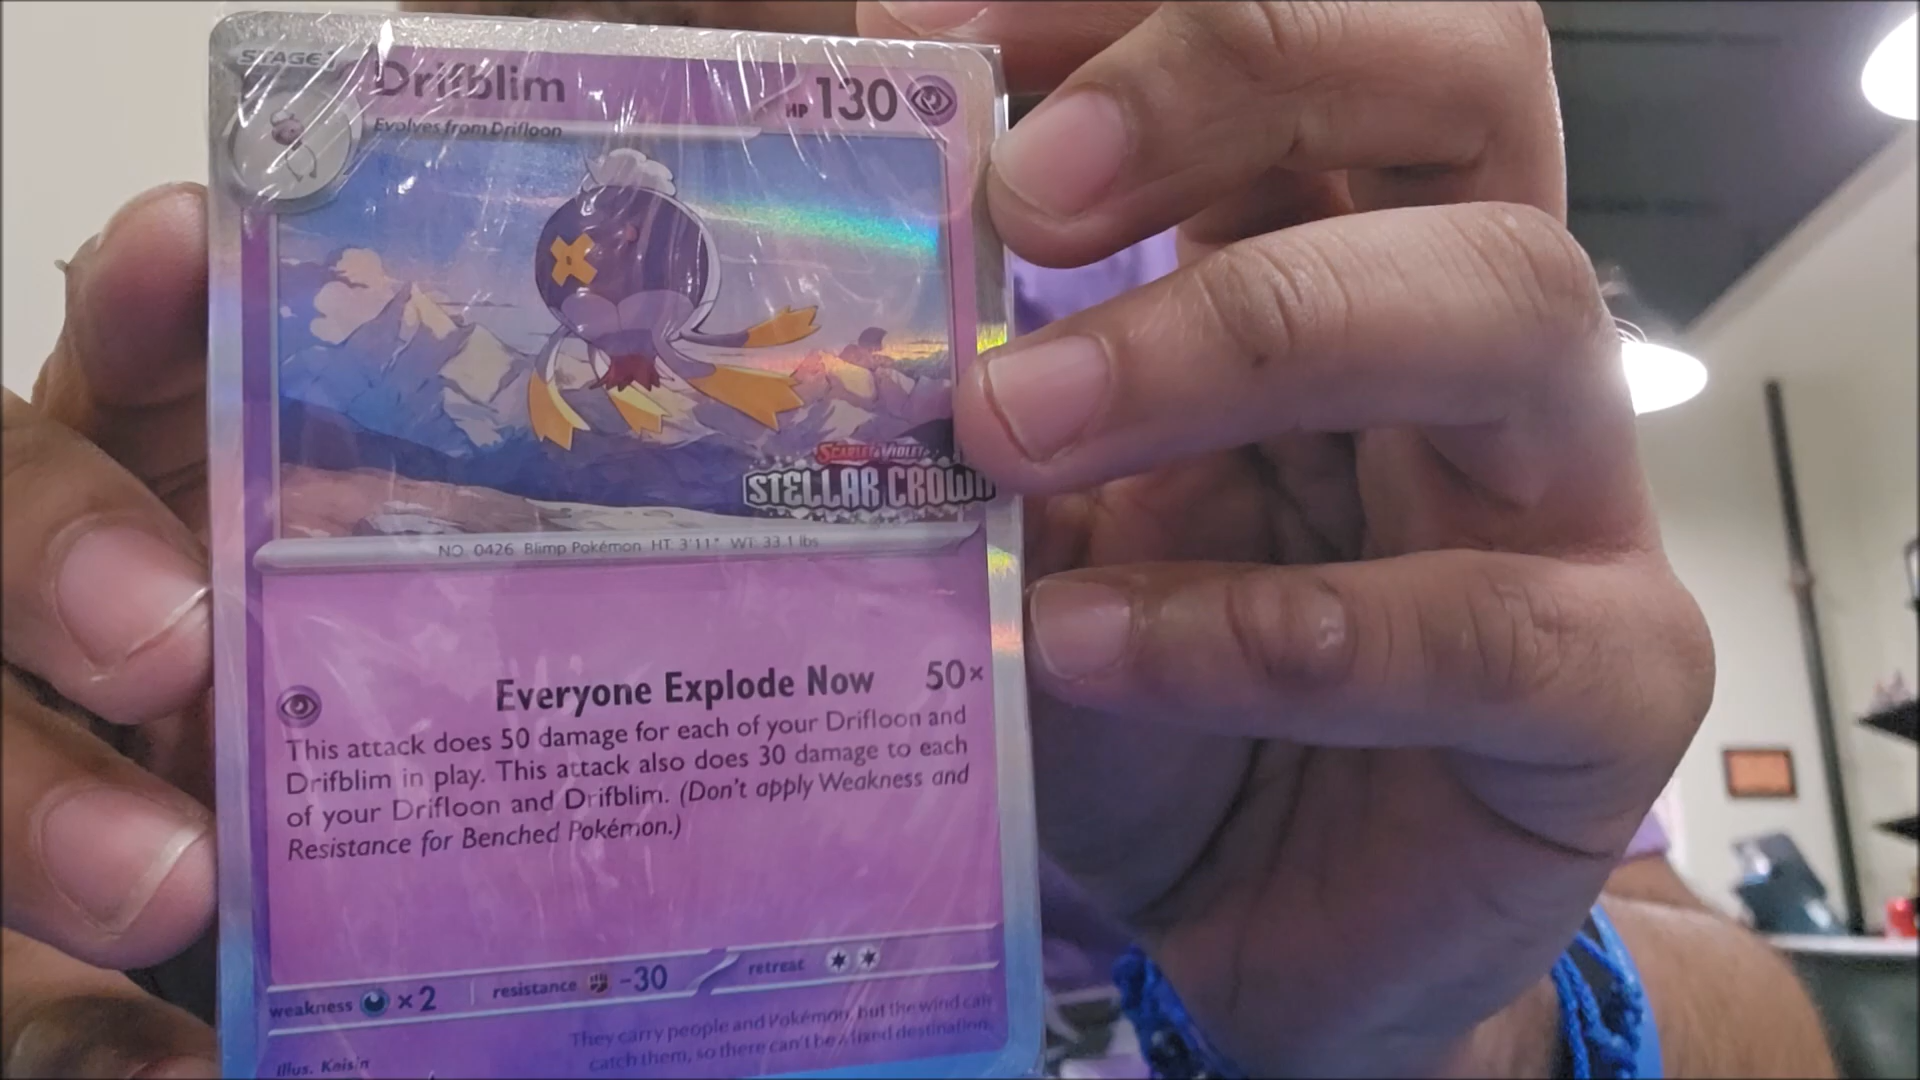 STAGE 1
Drifblim
HP 130
Evolves from Drifloon
SCARLET & VIOLET
STELLAR CROWN
NO. 0426 Blimp Pokémon HT: 3'11" WT: 33.1 lbs
Everyone Explode Now 50×
This attack does 50 damage for each of your Drifloon and
Drifblim in play. This attack also does 30 damage to each
of your Drifloon and Drifblim. (Don't apply Weakness and
Resistance for Benched Pokémon.)
weakness ×2 resistance -30 retreat
They carry people and Pokémon, but the wind can
catch them, so there can't be a fixed destination.
Illus. Kaisin